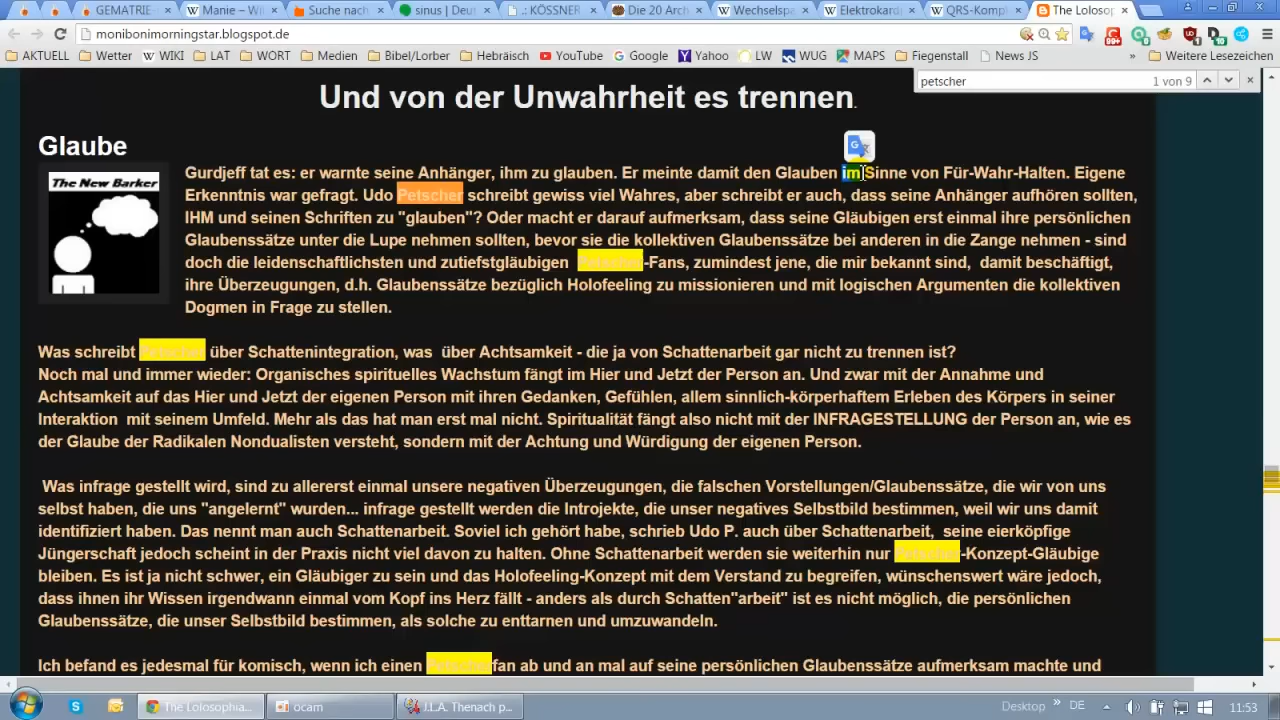 GEMATRIE -
Manie – Wi
Suche nach
sinus | Deu
.: KÖSSNER
Die 20 Arch
Wechselspa
Elektrokard
QRS-Kompl
The Lolosop
monibonimorningstar.blogspot.de
AKTUELL Wetter WIKI LAT WORT Medien Bibel/Lorber Hebräisch YouTube Google Yahoo LW WUG MAPS Fiegenstall News JS » Weitere Lesezeichen
petscher 1 von 9
Und von der Unwahrheit es trennen.
Glaube
The New Barker
Gurdjeff tat es: er warnte seine Anhänger, ihm zu glauben. Er meinte damit den Glauben im Sinne von Für-Wahr-Halten. Eigene
Erkenntnis war gefragt. Udo Petscher schreibt gewiss viel Wahres, aber schreibt er auch, dass seine Anhänger aufhören sollten,
IHM und seinen Schriften zu "glauben"? Oder macht er darauf aufmerksam, dass seine Gläubigen erst einmal ihre persönlichen
Glaubenssätze unter die Lupe nehmen sollten, bevor sie die kollektiven Glaubenssätze bei anderen in die Zange nehmen - sind
doch die leidenschaftlichsten und zutiefstgläubigen Petscher-Fans, zumindest jene, die mir bekannt sind, damit beschäftigt,
ihre Überzeugungen, d.h. Glaubenssätze bezüglich Holofeeling zu missionieren und mit logischen Argumenten die kollektiven
Dogmen in Frage zu stellen.
Was schreibt Petscher über Schattenintegration, was über Achtsamkeit - die ja von Schattenarbeit gar nicht zu trennen ist?
Noch mal und immer wieder: Organisches spirituelles Wachstum fängt im Hier und Jetzt der Person an. Und zwar mit der Annahme und
Achtsamkeit auf das Hier und Jetzt der eigenen Person mit ihren Gedanken, Gefühlen, allem sinnlich-körperhaftem Erleben des Körpers in seiner
Interaktion mit seinem Umfeld. Mehr als das hat man erst mal nicht. Spiritualität fängt also nicht mit der INFRAGESTELLUNG der Person an, wie es
der Glaube der Radikalen Nondualisten versteht, sondern mit der Achtung und Würdigung der eigenen Person.
Was infrage gestellt wird, sind zu allererst einmal unsere negativen Überzeugungen, die falschen Vorstellungen/Glaubenssätze, die wir von uns
selbst haben, die uns "angelernt" wurden... infrage gestellt werden die Introjekte, die unser negatives Selbstbild bestimmen, weil wir uns damit
identifiziert haben. Das nennt man auch Schattenarbeit. Soviel ich gehört habe, schrieb Udo P. auch über Schattenarbeit, seine eierköpfige
Jüngerschaft jedoch scheint in der Praxis nicht viel davon zu halten. Ohne Schattenarbeit werden sie weiterhin nur Petscher-Konzept-Gläubige
bleiben. Es ist ja nicht schwer, ein Gläubiger zu sein und das Holofeeling-Konzept mit dem Verstand zu begreifen, wünschenswert wäre jedoch,
dass ihnen ihr Wissen irgendwann einmal vom Kopf ins Herz fällt - anders als durch Schatten"arbeit" ist es nicht möglich, die persönlichen
Glaubenssätze, die unser Selbstbild bestimmen, als solche zu enttarnen und umzuwandeln.
Ich befand es jedesmal für komisch, wenn ich einen Petscherfan ab und an mal auf seine persönlichen Glaubenssätze aufmerksam machte und
The Lolosophia...
ocam
J.L.A. Thenach p...
Desktop » DE 11:53